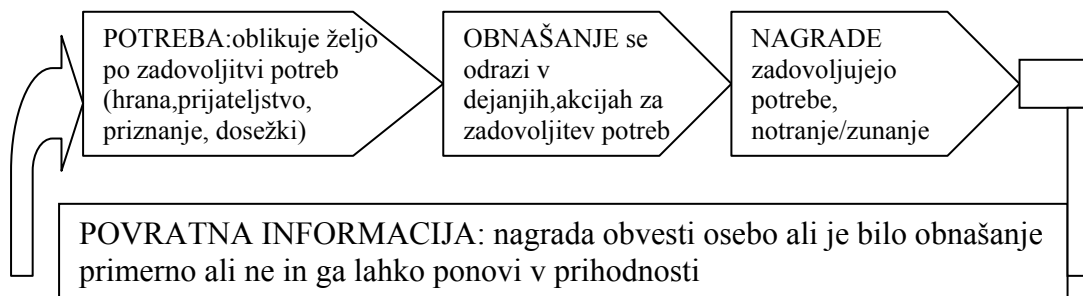 POTREBA:oblikuje željo
po zadovoljitvi potreb
(hrana,prijateljstvo,
priznanje, dosežki)
OBNAŠANJE se
odrazi v
dejanjih,akcijah za
zadovoljitev potreb
NAGRADE
zadovoljujejo
potrebe,
notranje/zunanje
POVRATNA INFORMACIJA: nagrada obvesti osebo ali je bilo obnašanje
primerno ali ne in ga lahko ponovi v prihodnosti